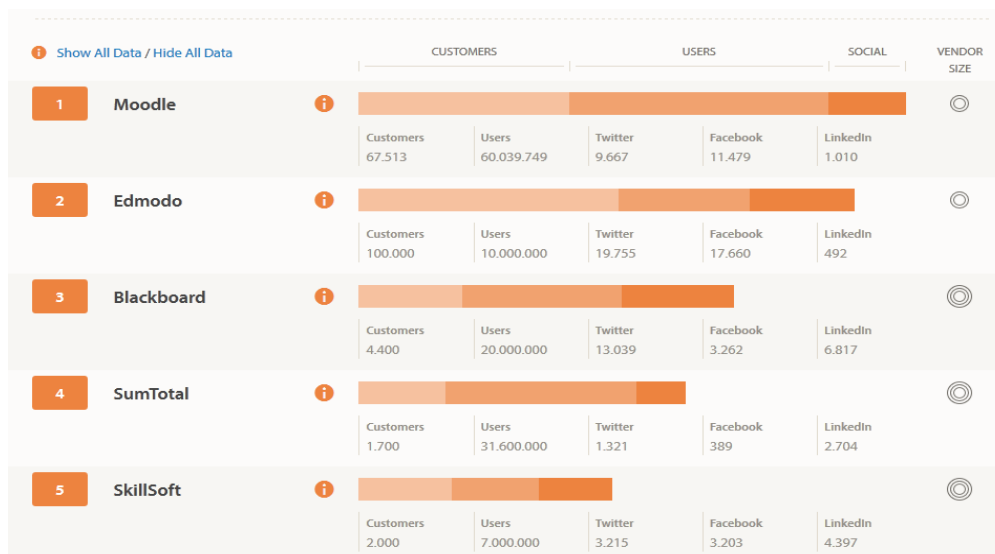 Show All Data / Hide All Data CUSTOMERS USERS SOCIAL VENDOR SIZE
1 Moodle
Customers Users Twitter Facebook LinkedIn
67.513 60.039.749 9.667 11.479 1.010
2 Edmodo
Customers Users Twitter Facebook LinkedIn
100.000 10.000.000 19.755 17.660 492
3 Blackboard
Customers Users Twitter Facebook LinkedIn
4.400 20.000.000 13.039 3.262 6.817
4 SumTotal
Customers Users Twitter Facebook LinkedIn
1.700 31.600.000 1.321 389 2.704
5 SkillSoft
Customers Users Twitter Facebook LinkedIn
2.000 7.000.000 3.215 3.203 4.397